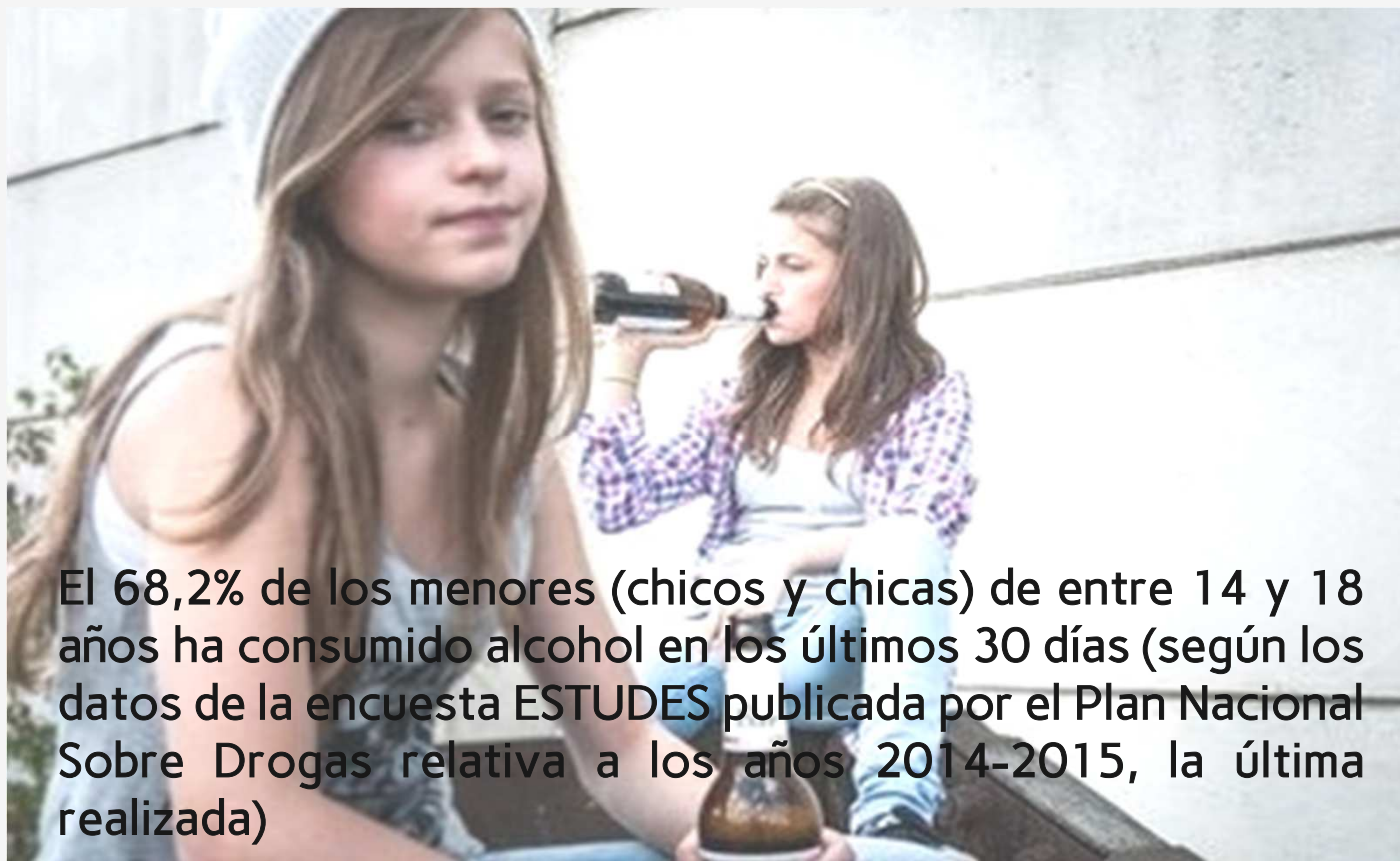 El 68,2% de los menores (chicos y chicas) de entre 14 y 18
años ha consumido alcohol en los últimos 30 días (según los
datos de la encuesta ESTUDES publicada por el Plan Nacional
Sobre Drogas relativa a los años 2014-2015, la última
realizada)